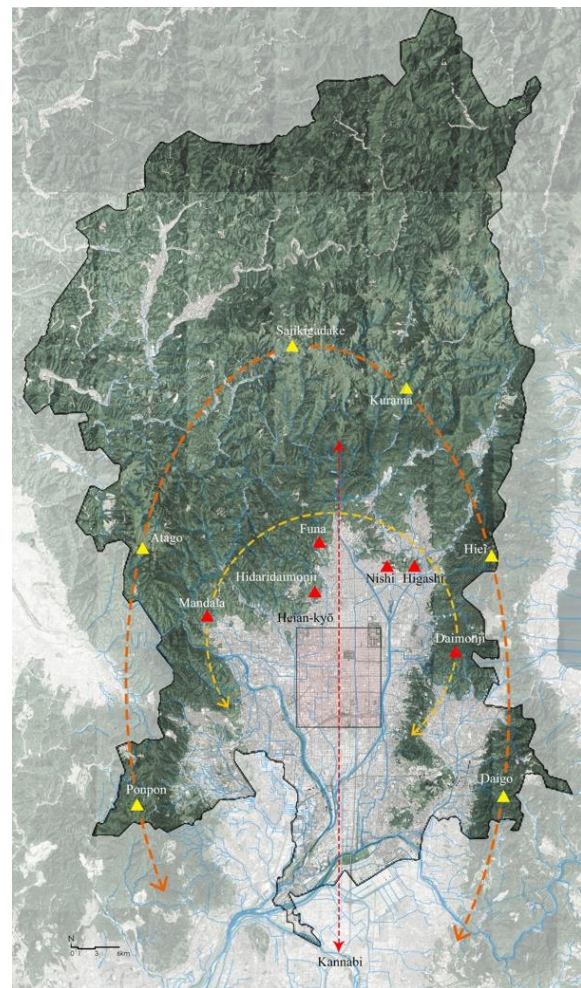 Sajikigadake
Kurama
Atago
Funa
Hiei
Nishi
Higashi
Hidaridaimonji
Mandala
Heian-kyō
Daimonji
Ponpon
Daigo
N
0 1 3 5km
Kannabi